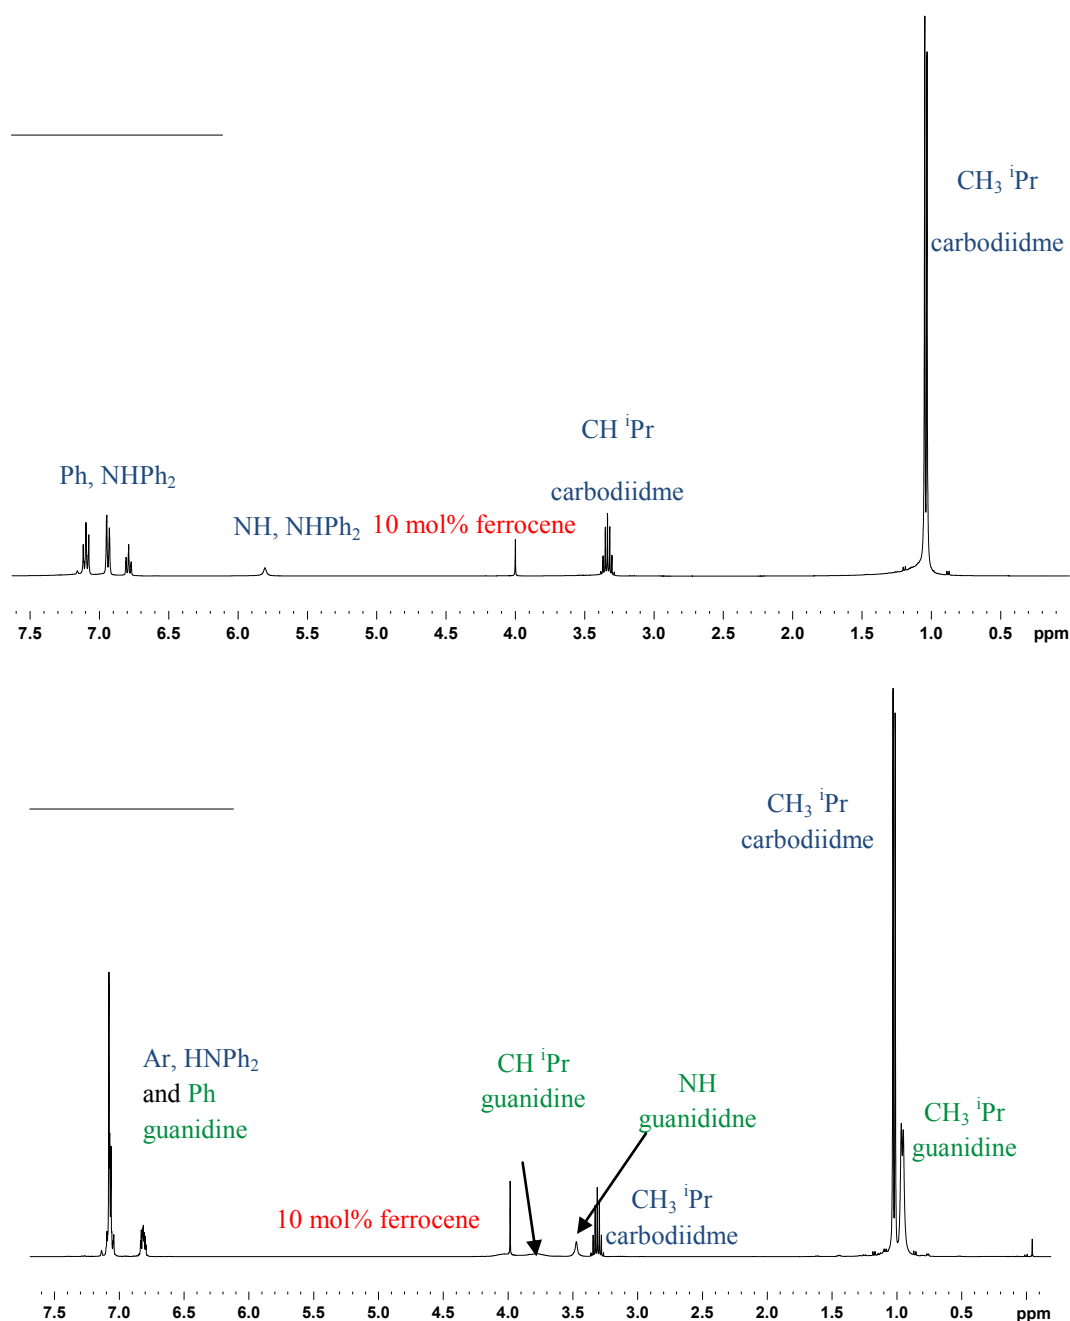 CH₃ ⁱPr
carbodiidme
CH ⁱPr
carbodiidme
Ph, NHPh₂
NH, NHPh₂
10 mol% ferrocene
7.5 7.0 6.5 6.0 5.5 5.0 4.5 4.0 3.5 3.0 2.5 2.0 1.5 1.0 0.5 ppm
CH₃ ⁱPr
carbodiidme
Ar, HNPh₂
and Ph
guanidine
CH ⁱPr
guanidine
NH
guanididne
CH₃ ⁱPr
guanidine
10 mol% ferrocene
CH₃ ⁱPr
carbodiidme
7.5 7.0 6.5 6.0 5.5 5.0 4.5 4.0 3.5 3.0 2.5 2.0 1.5 1.0 0.5 ppm